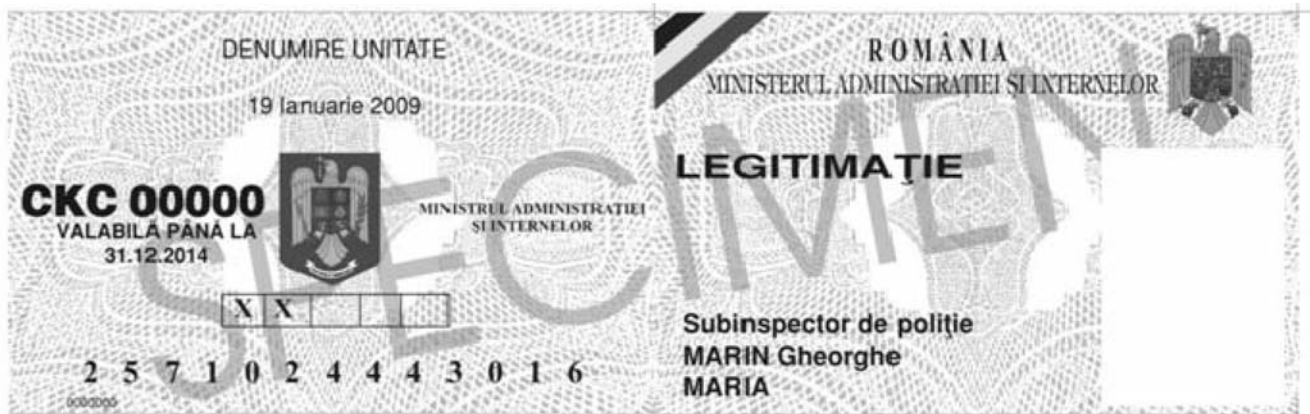 DENUMIRE UNITATE
19 Ianuarie 2009
CKC 00000
VALABILĂ PÂNĂ LA
31.12.2014
MINISTRUL ADMINISTRAŢIEI
ŞI INTERNELOR
X X
2 5 7 1 0 2 4 4 4 3 0 1 6
0000000
ROMÂNIA
MINISTERUL ADMINISTRAŢIEI ŞI INTERNELOR
LEGITIMAŢIE
Subinspector de poliţie
MARIN Gheorghe
MARIA
SPECIMEN